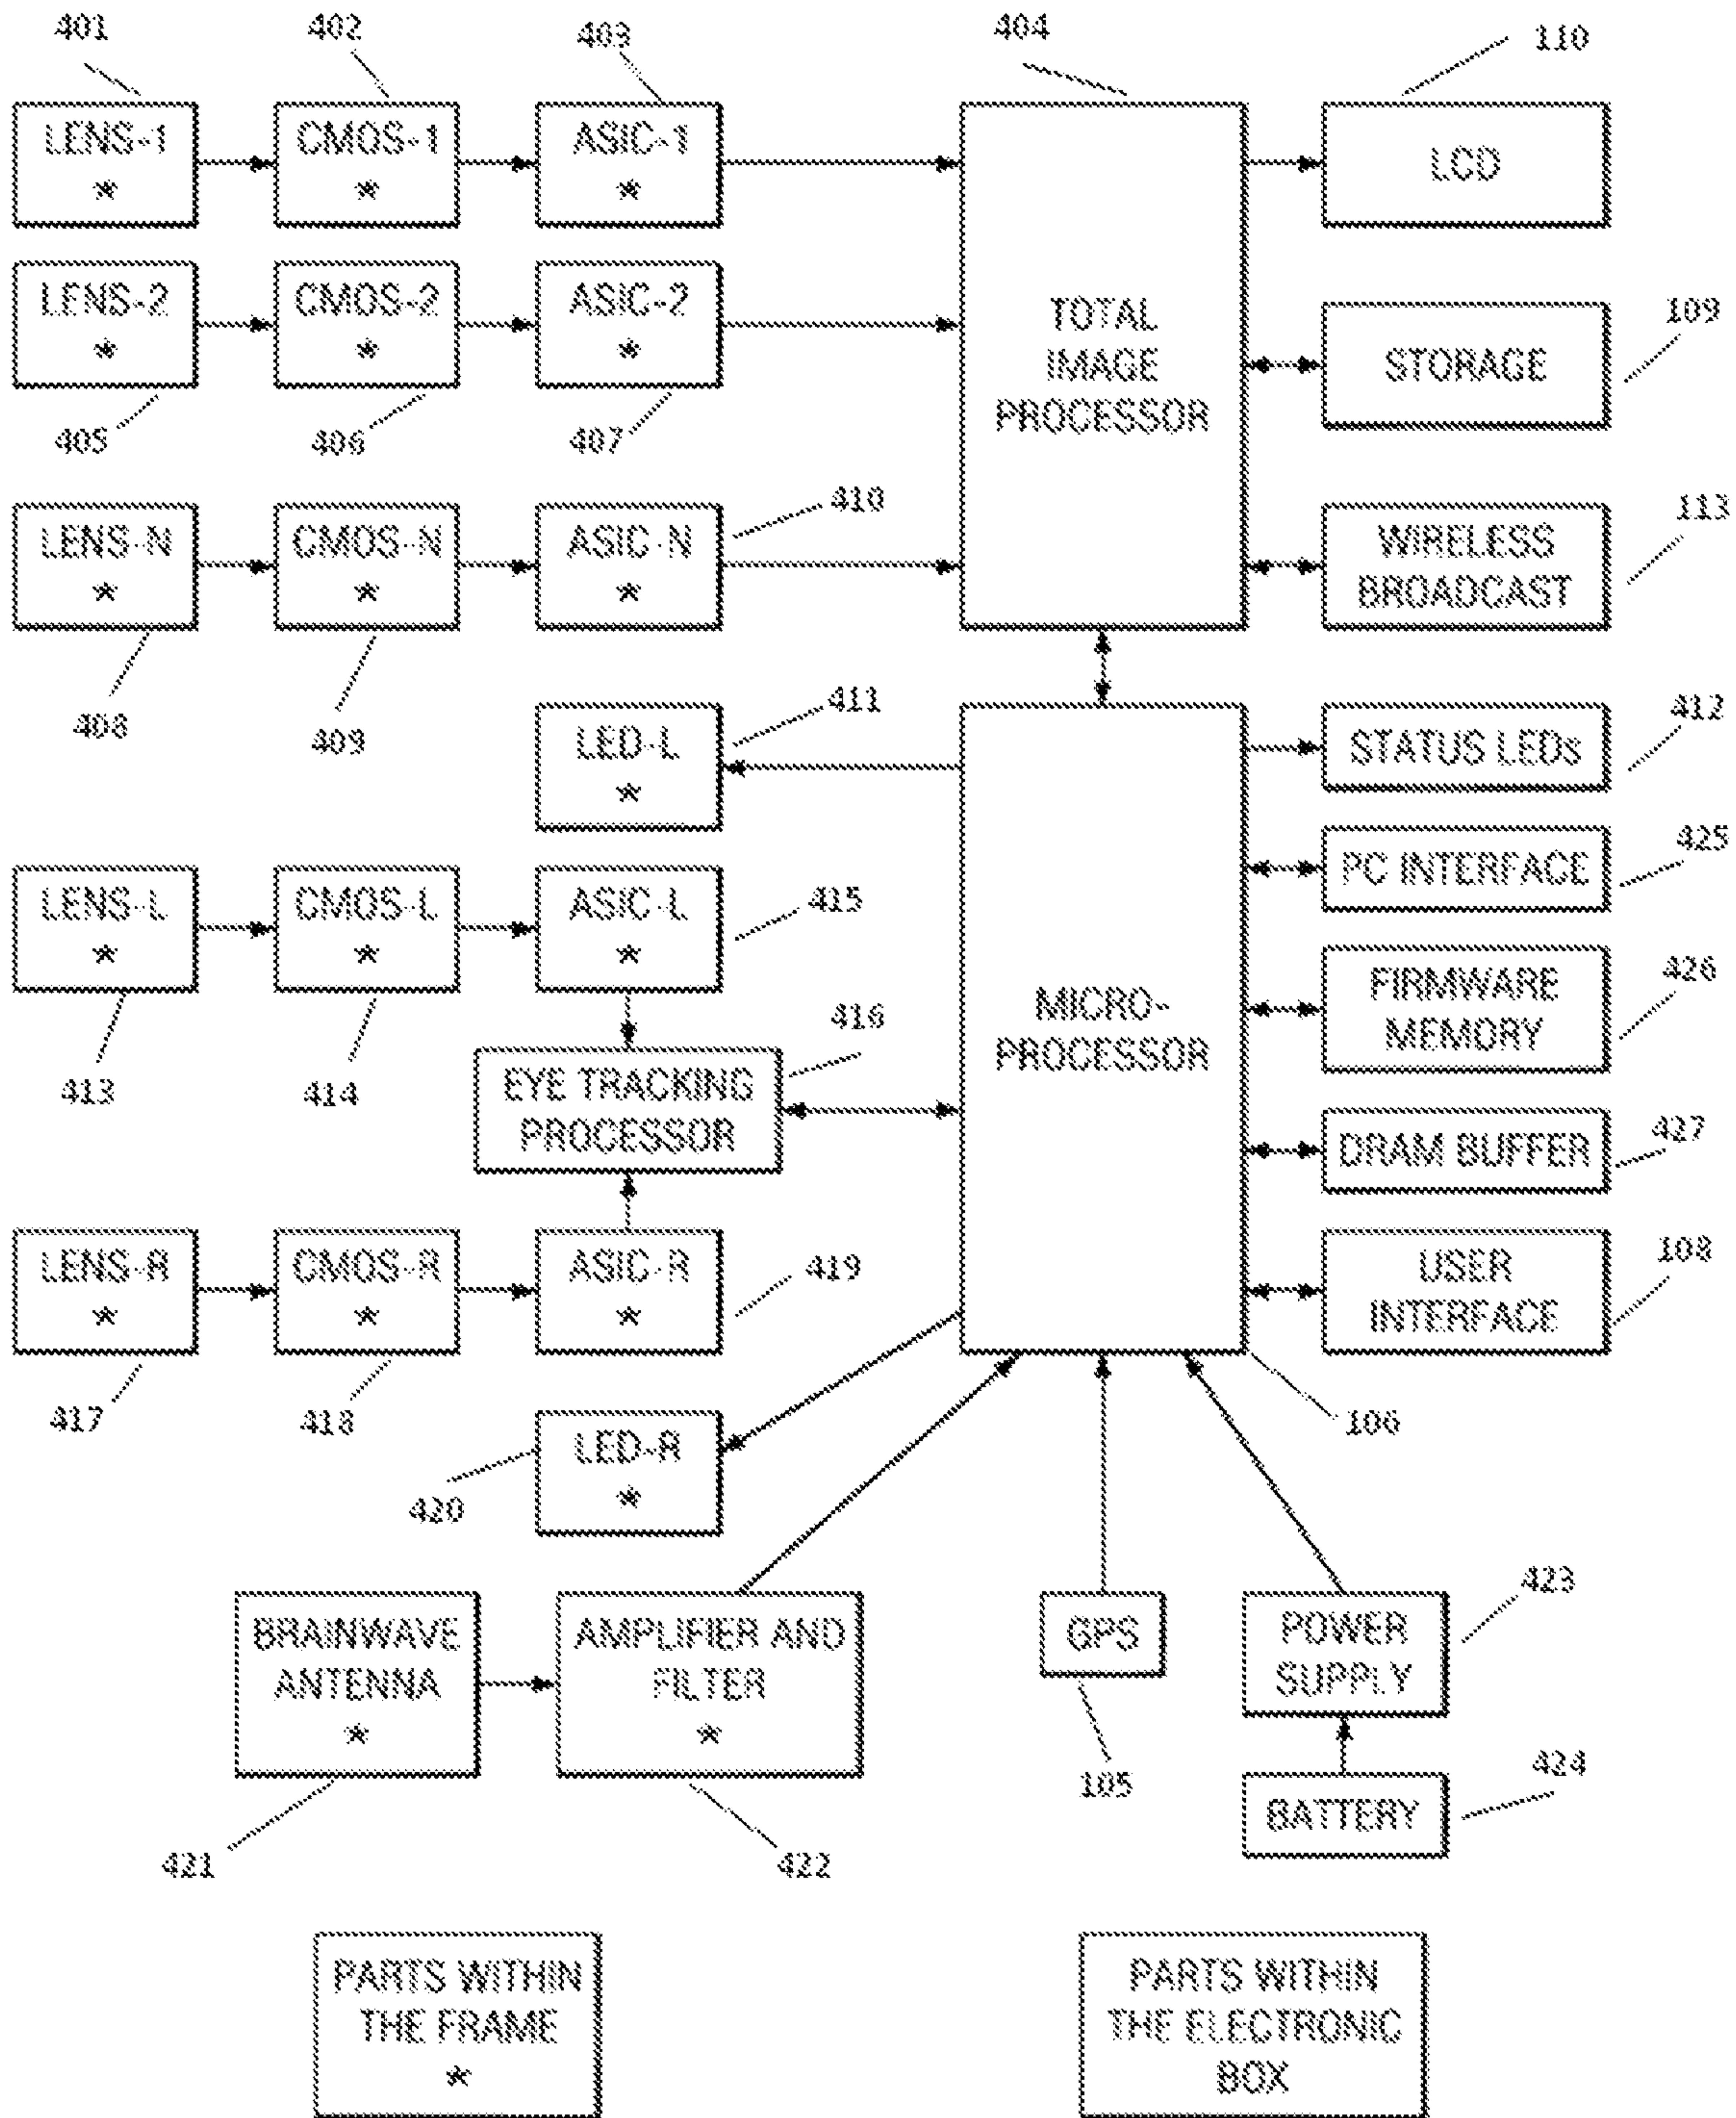 401
402
403
404
110
LENS-1
*
CMOS-1
*
ASIC-1
*
LCD
LENS-2
*
CMOS-2
*
ASIC-2
*
TOTAL
IMAGE
PROCESSOR
STORAGE
109
405
406
407
LENS-N
*
CMOS-N
*
ASIC-N
*
410
WIRELESS
BROADCAST
113
408
409
LED-L
*
411
STATUS LEDs
412
PC INTERFACE
425
LENS-L
*
CMOS-L
*
ASIC-L
*
415
FIRMWARE
MEMORY
426
413
414
EYE TRACKING
PROCESSOR
416
MICRO-
PROCESSOR
DRAM BUFFER
427
LENS-R
*
CMOS-R
*
ASIC-R
*
419
USER
INTERFACE
108
417
418
LED-R
*
420
106
BRAINWAVE
ANTENNA
*
AMPLIFIER AND
FILTER
*
GPS
POWER
SUPPLY
423
105
BATTERY
424
421
422
PARTS WITHIN
THE FRAME
*
PARTS WITHIN
THE ELECTRONIC
BOX